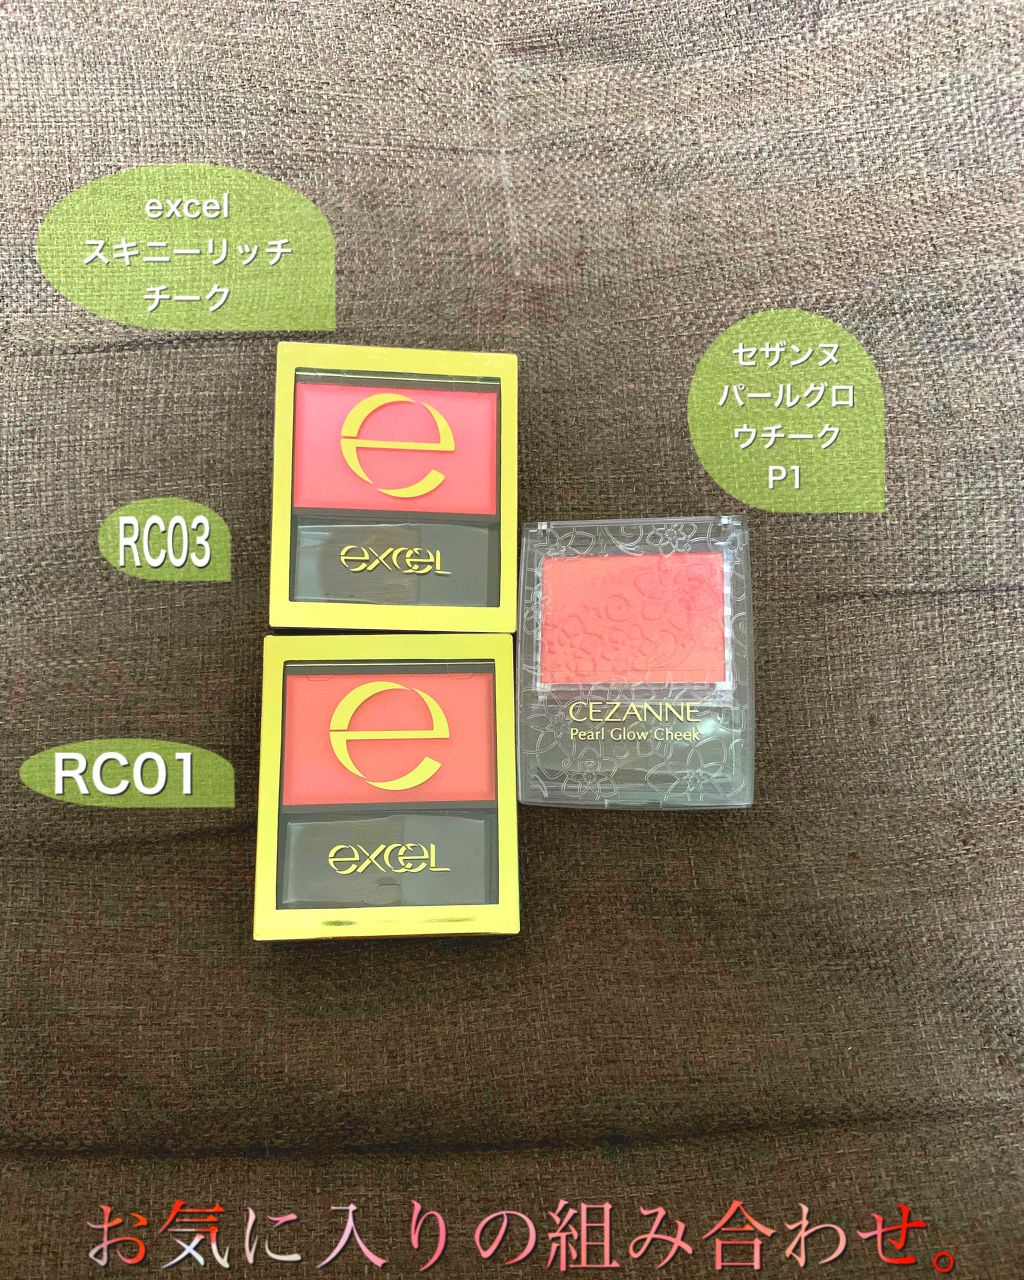 excel
スキニーリッチ
チーク
セザンヌ
パールグロ
ウチーク
P1
e
excel
RC03
CEZANNE
Pearl Glow Cheek
e
RC01
excel
お気に入りの組み合わせ。